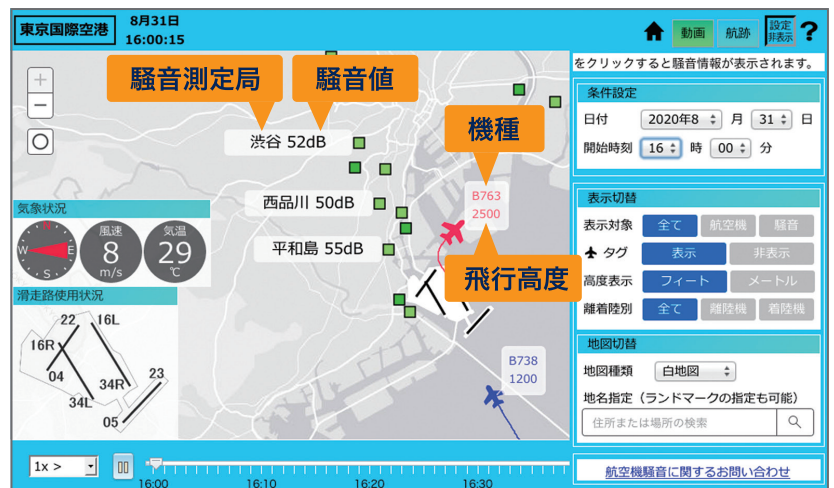 東京国際空港
8月31日
16:00:15
動画
航跡
設定
非表示
?
をクリックすると騒音情報が表示されます。
+
−
騒音測定局
騒音値
機種
飛行高度
渋谷 52dB
西品川 50dB
平和島 55dB
B763
2500
B738
1200
気象状況
N
W
E
S
風速
8
m/s
気温
29
℃
滑走路使用状況
22
16L
16R
04
34R
23
34L
05
条件設定
日付
2020年8
月
31
日
開始時刻
16
時
00
分
表示切替
表示対象
全て
航空機
騒音
タグ
表示
非表示
高度表示
フィート
メートル
離着陸別
全て
離陸機
着陸機
地図切替
地図種類
白地図
地名指定（ランドマークの指定も可能）
住所または場所の検索
航空機騒音に関するお問い合わせ
1x >
16:00
16:10
16:20
16:30